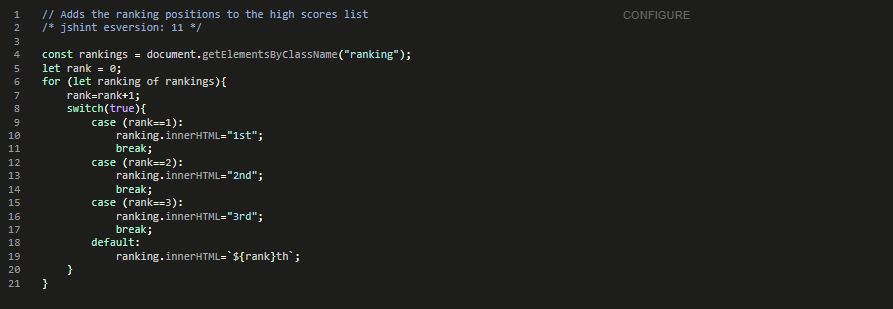 1 // Adds the ranking positions to the high scores list
CONFIGURE
2 /* jshint esversion: 11 */
3
4 const rankings = document.getElementsByClassName("ranking");
5 let rank = 0;
6 for (let ranking of rankings){
7     rank=rank+1;
8     switch(true){
9         case (rank==1):
10             ranking.innerHTML="1st";
11             break;
12         case (rank==2):
13             ranking.innerHTML="2nd";
14             break;
15         case (rank==3):
16             ranking.innerHTML="3rd";
17             break;
18         default:
19             ranking.innerHTML=`${rank}th`;
20     }
21 }